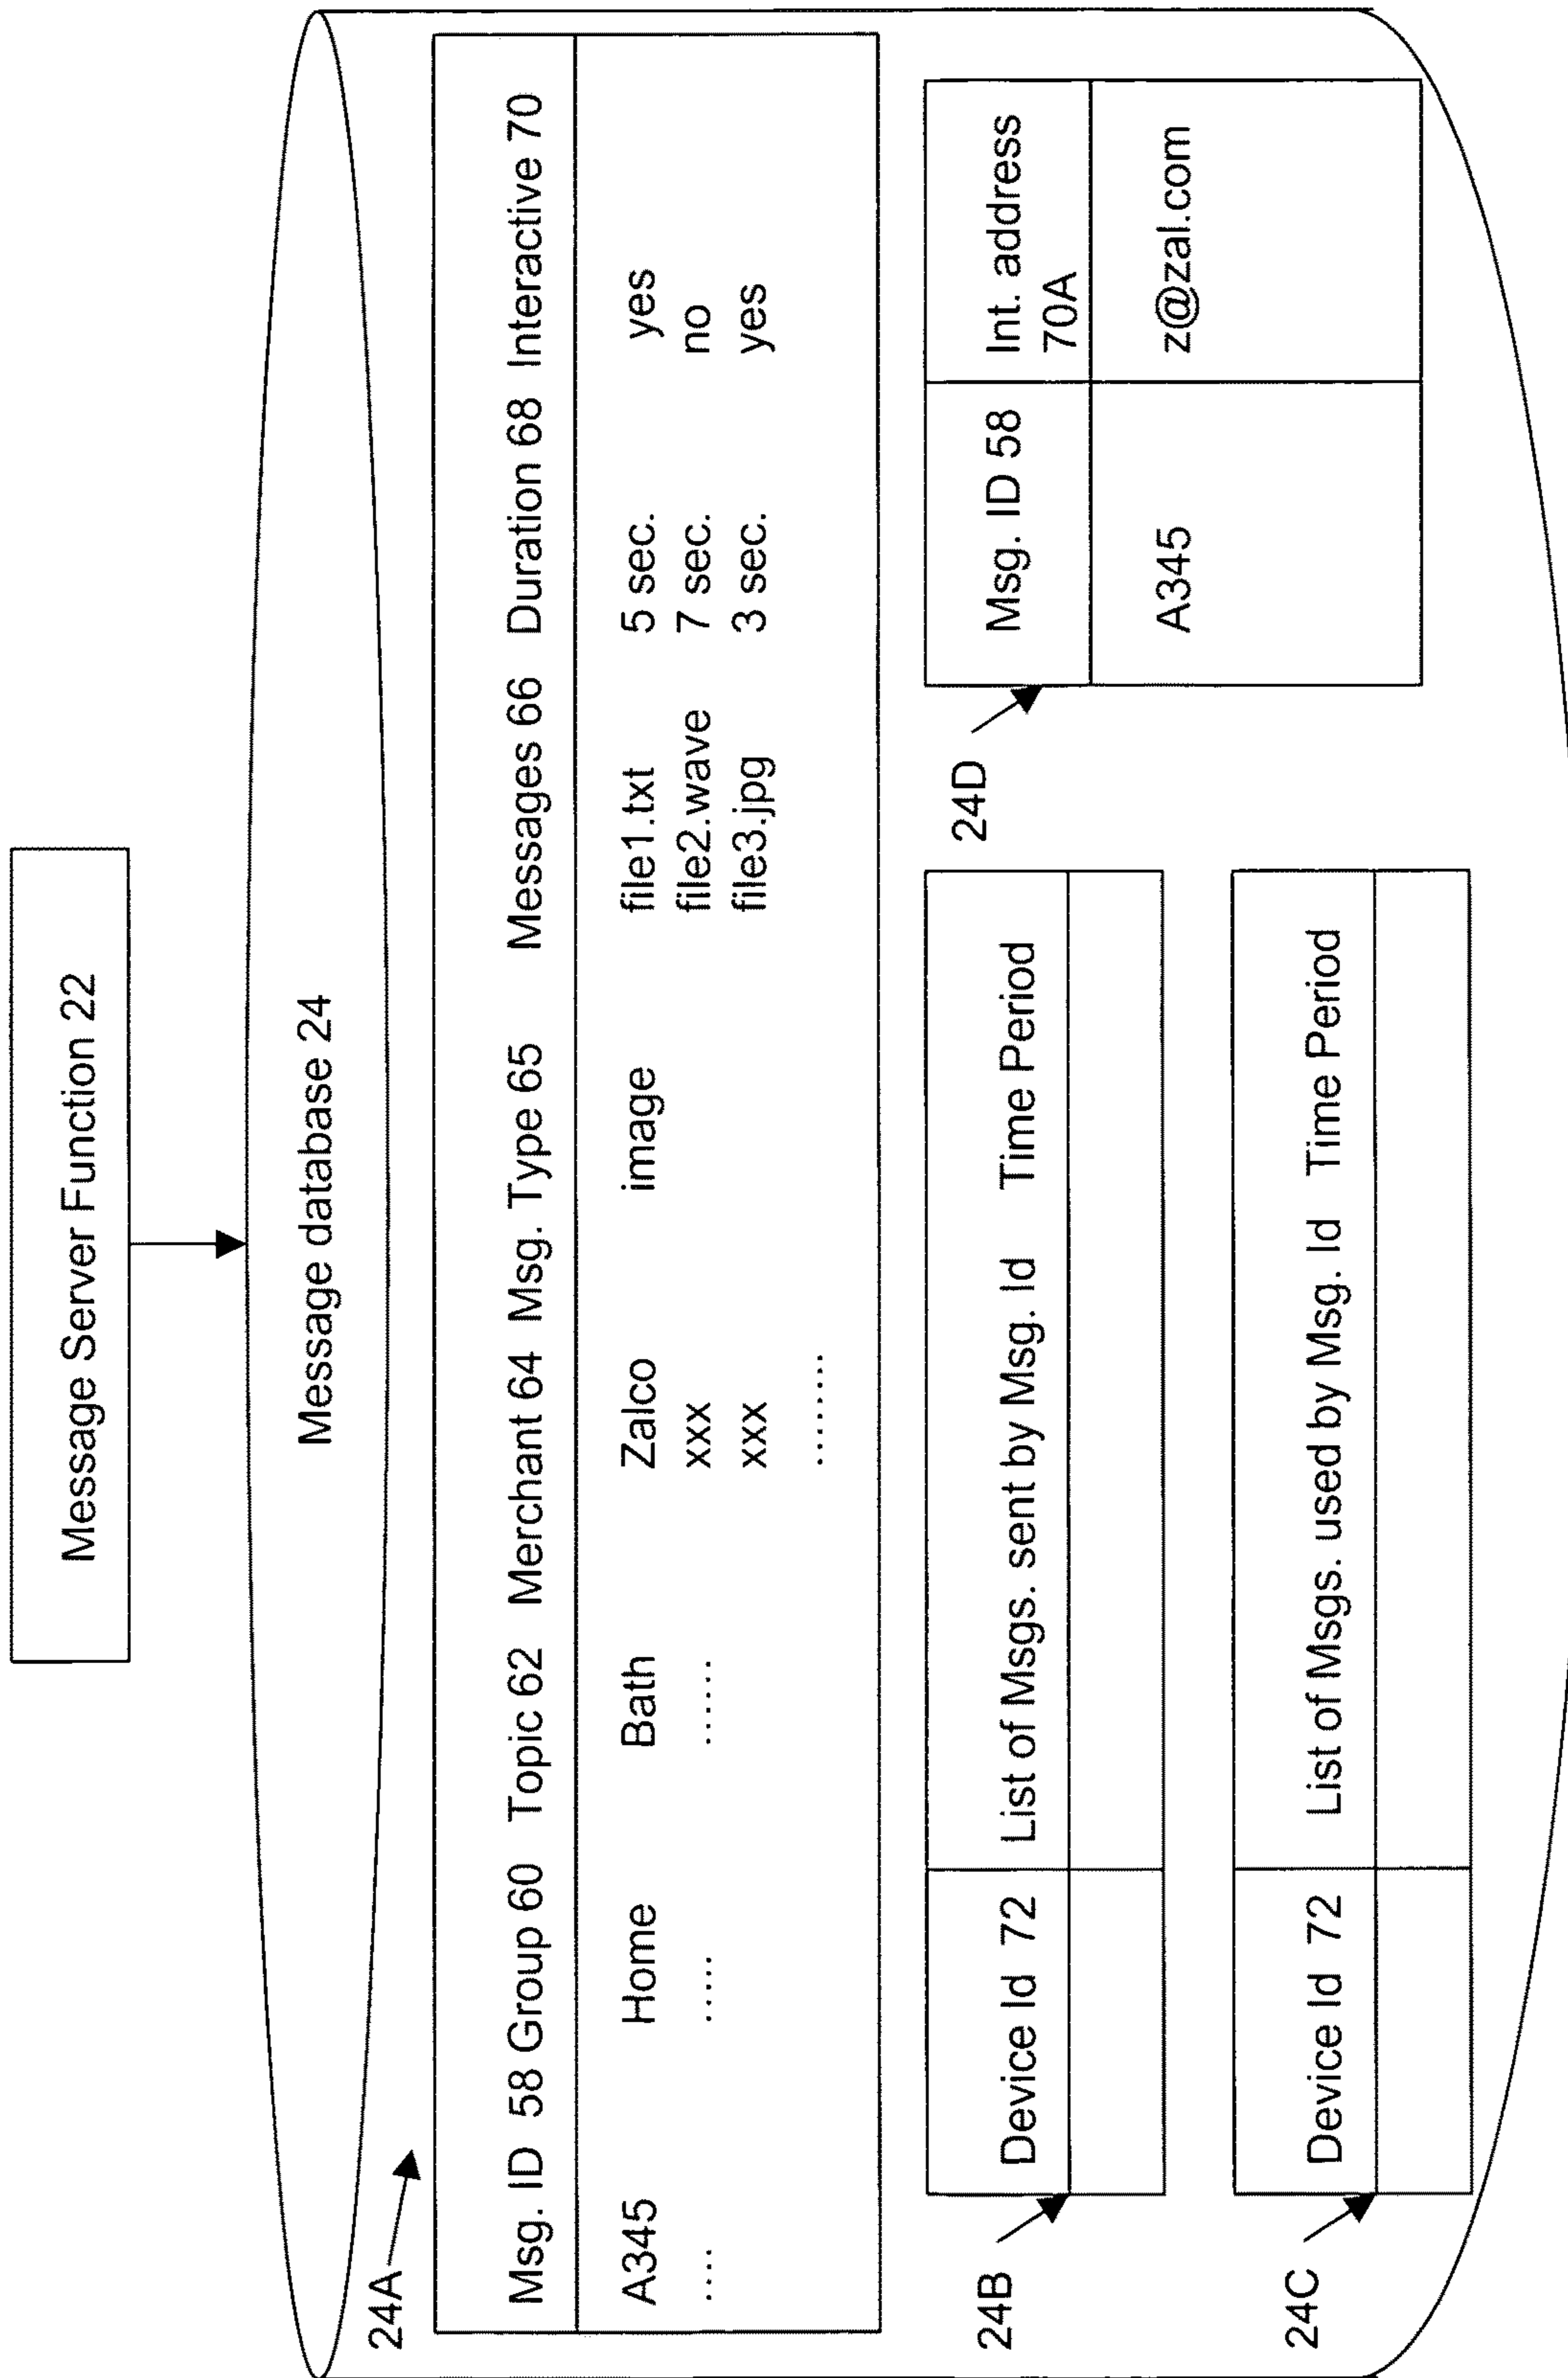 Message Server Function 22
Message database 24
24A
Msg. ID 58 Group 60 Topic 62 Merchant 64 Msg. Type 65 Messages 66 Duration 68 Interactive 70
A345 Home Bath Zalco image file1.txt 5 sec. yes
.... ..... ...... xxx file2.wave 7 sec. no
xxx file3.jpg 3 sec. yes
........
24B
Device Id 72 List of Msgs. sent by Msg. Id Time Period
24C
Device Id 72 List of Msgs. used by Msg. Id Time Period
24D
Msg. ID 58 Int. address
70A
A345 z@zal.com